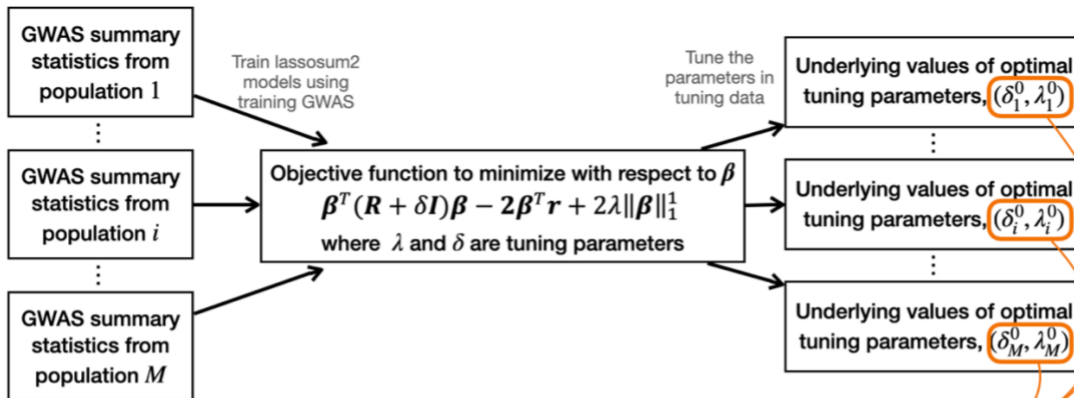 GWAS summary
statistics from
population 1
⋮
GWAS summary
statistics from
population i
⋮
GWAS summary
statistics from
population M
Train lassosum2
models using
training GWAS
Objective function to minimize with respect to β
β^T(R + δI)β − 2β^T r + 2λ‖β‖_1^1
where λ and δ are tuning parameters
Tune the
parameters in
tuning data
Underlying values of optimal
tuning parameters, (δ_1^0, λ_1^0)
⋮
Underlying values of optimal
tuning parameters, (δ_i^0, λ_i^0)
⋮
Underlying values of optimal
tuning parameters, (δ_M^0, λ_M^0)